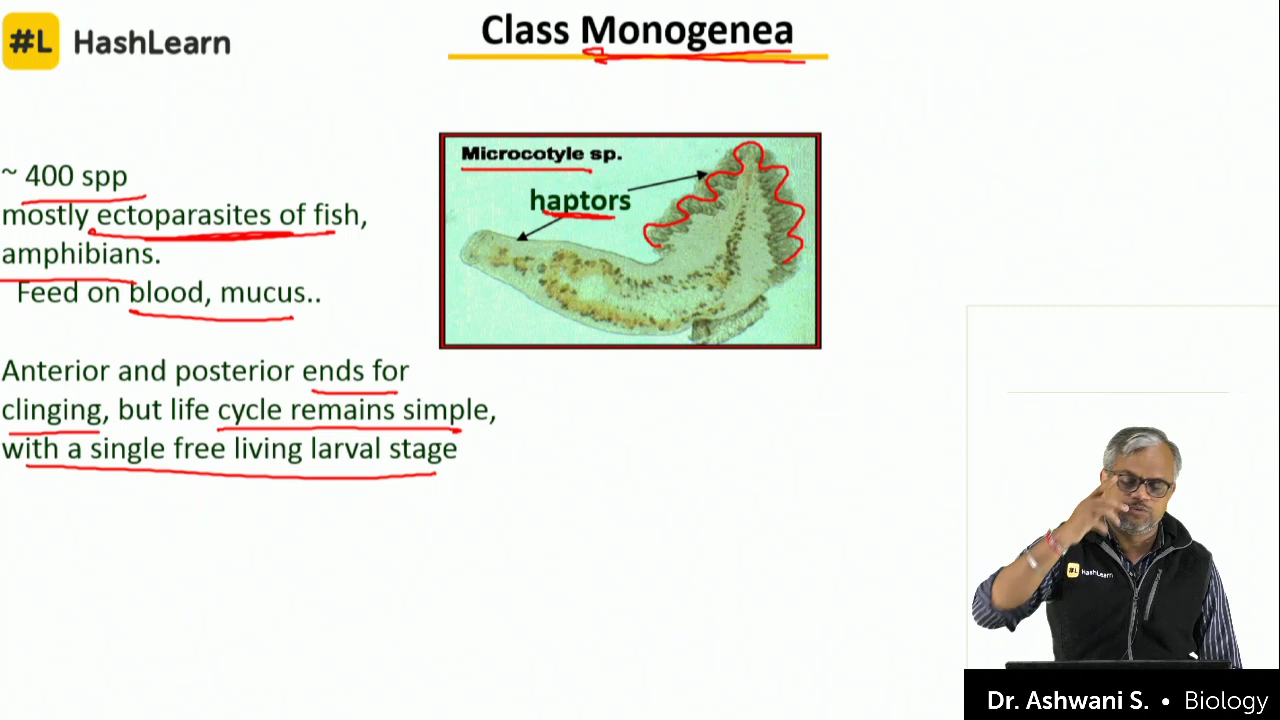 #L HashLearn
Class Monogenea
~ 400 spp
mostly ectoparasites of fish,
amphibians.
Feed on blood, mucus..
Anterior and posterior ends for
clinging, but life cycle remains simple,
with a single free living larval stage
Microcotyle sp.
haptors
#L HashLearn
Dr. Ashwani S. • Biology